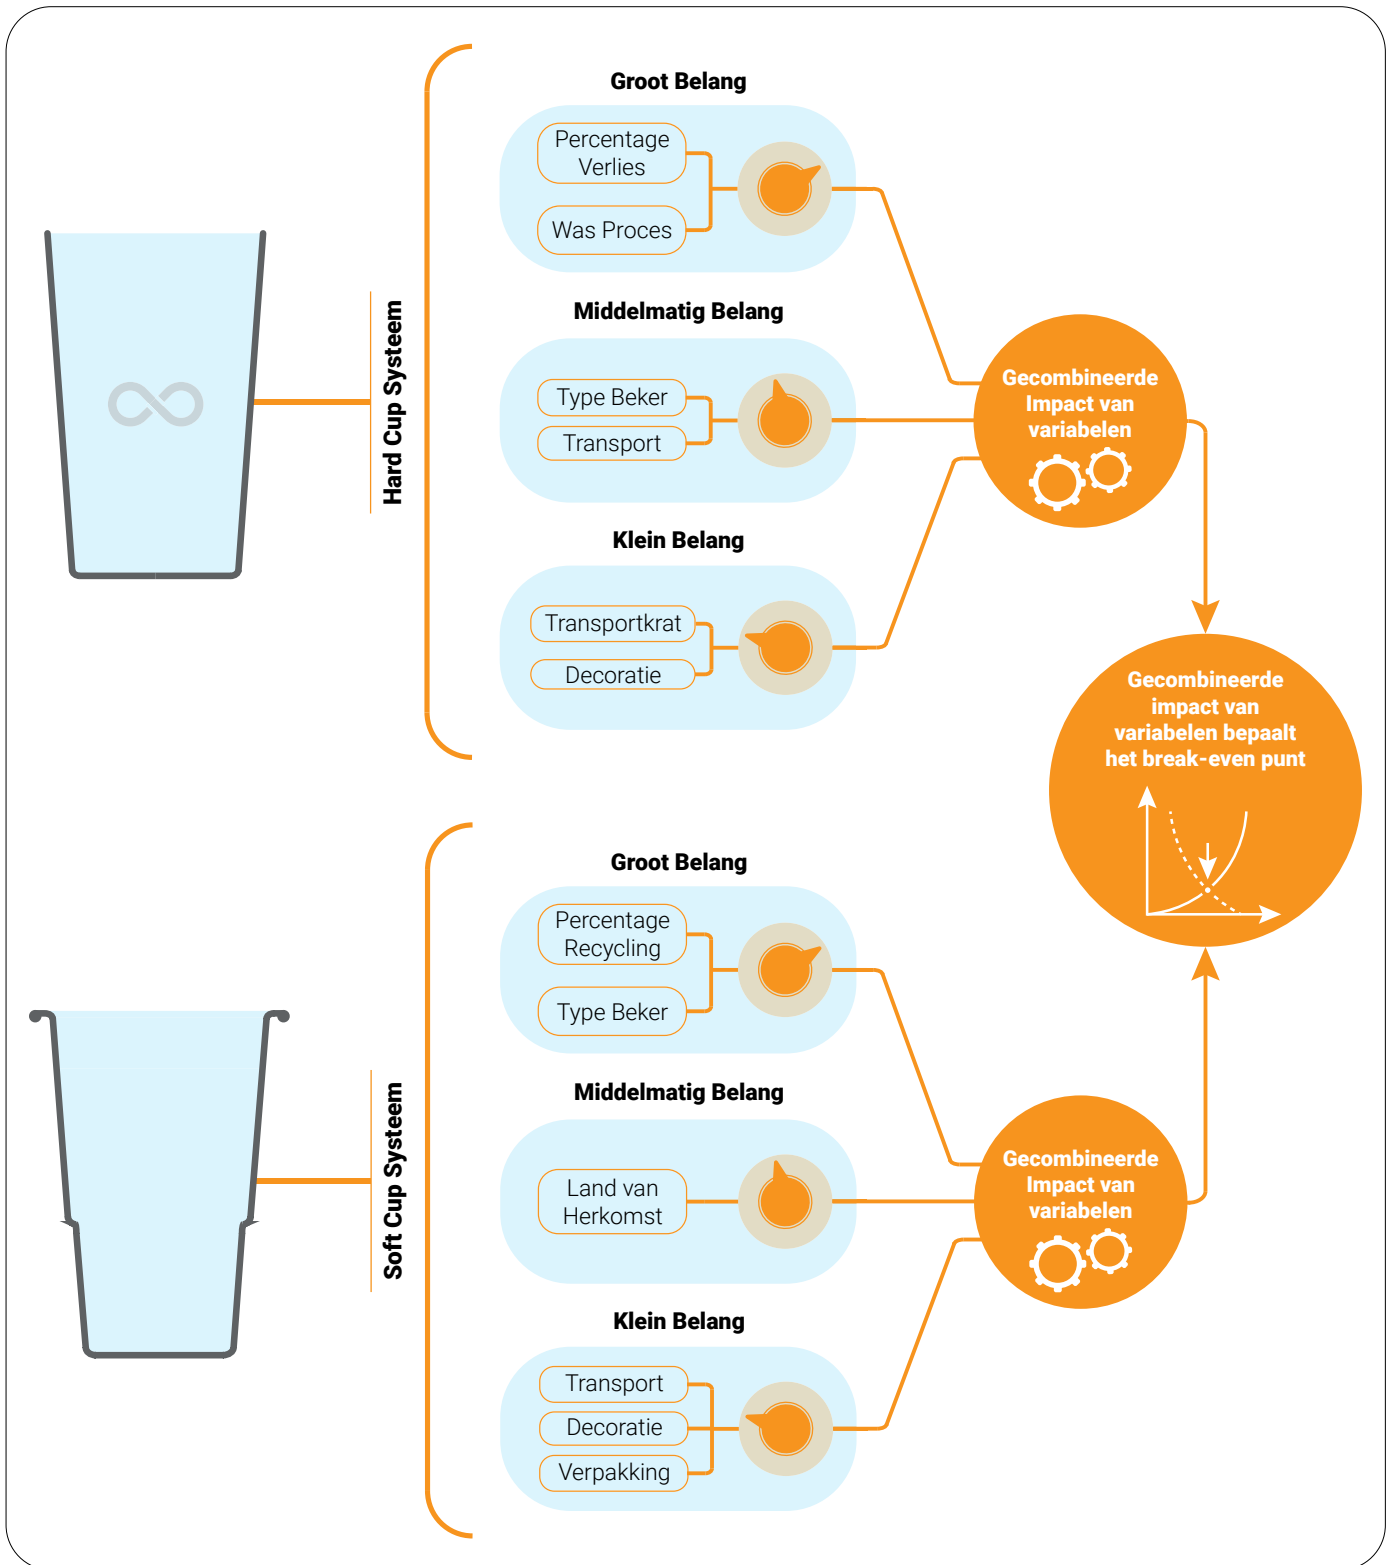 Hard Cup Systeem
Groot Belang
Percentage
Verlies
Was Proces
Middelmatig Belang
Type Beker
Transport
Klein Belang
Transportkrat
Decoratie
Gecombineerde
Impact van
variabelen
Gecombineerde
impact van
variabelen bepaalt
het break-even punt
Soft Cup Systeem
Groot Belang
Percentage
Recycling
Type Beker
Middelmatig Belang
Land van
Herkomst
Klein Belang
Transport
Decoratie
Verpakking
Gecombineerde
Impact van
variabelen